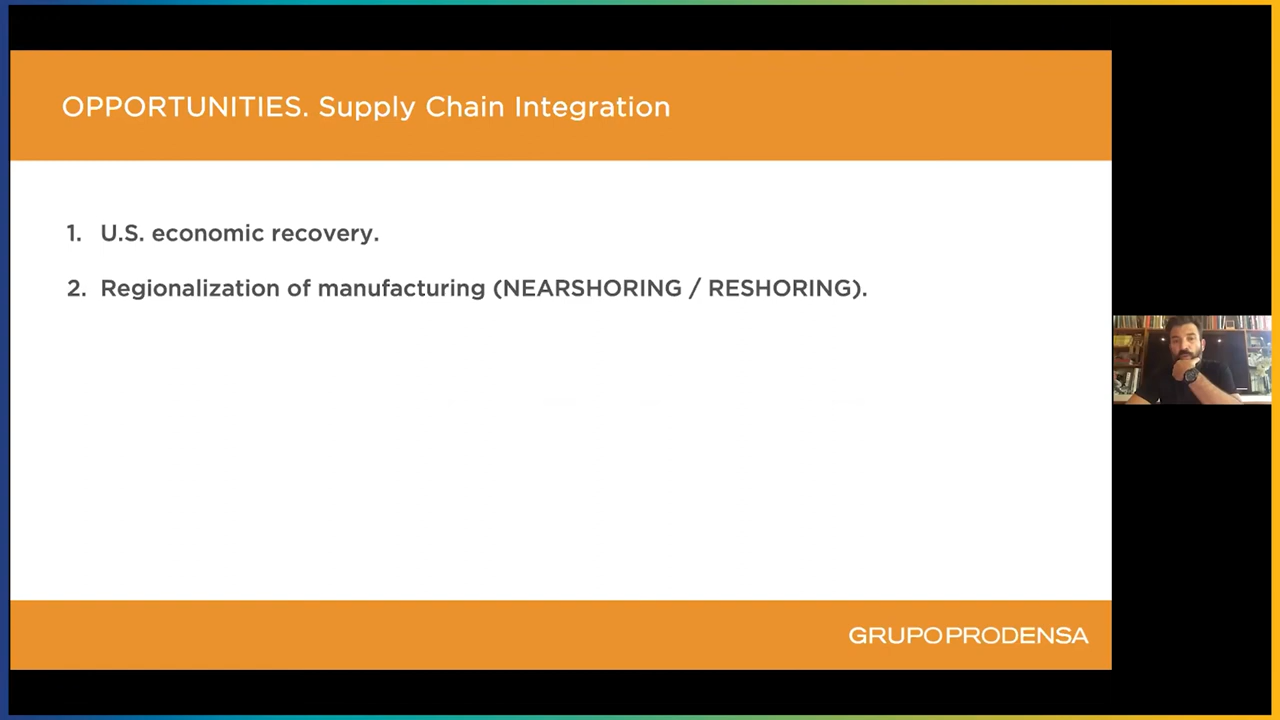 OPPORTUNITIES. Supply Chain Integration
1. U.S. economic recovery.
2. Regionalization of manufacturing (NEARSHORING / RESHORING).
GRUPOPRODENSA